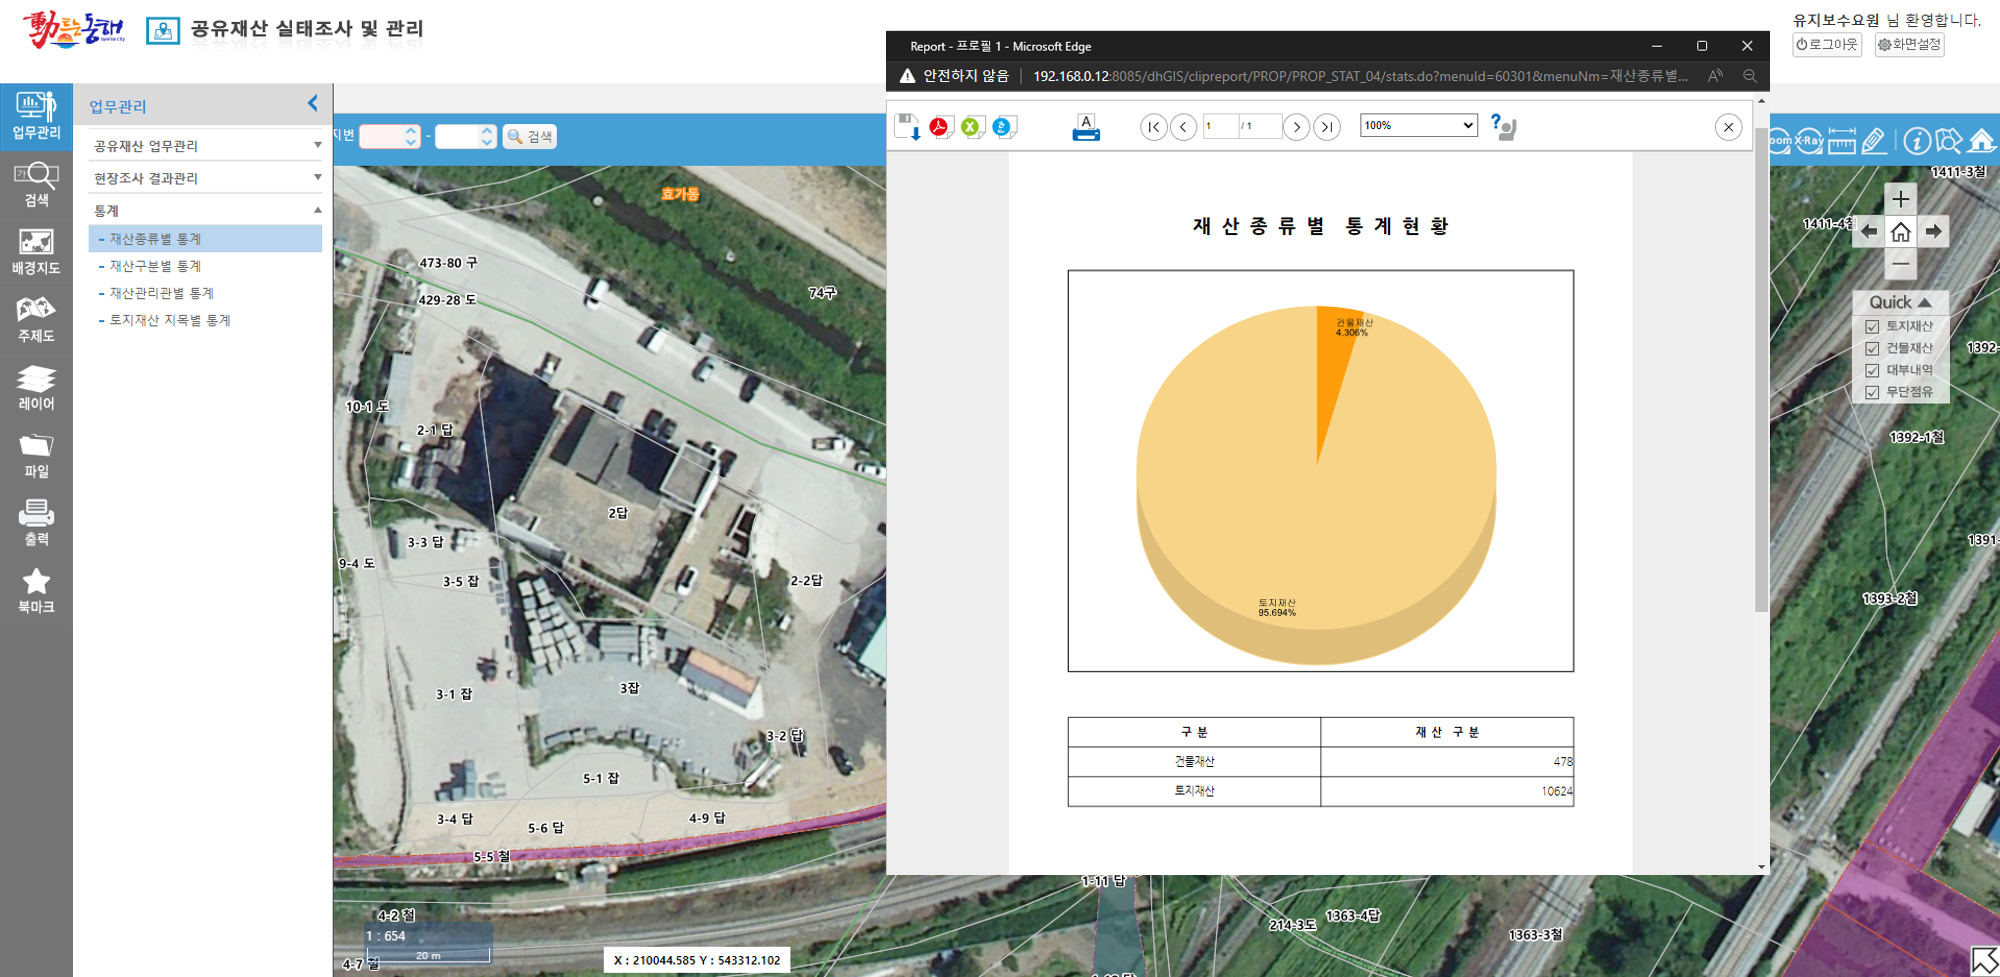 動트는동해
공유재산 실태조사 및 관리
유지보수요원 님 환영합니다.
로그아웃
화면설정
업무관리
검색
배경지도
주제도
레이어
파일
출력
북마크
업무관리
공유재산 업무관리
현장조사 결과관리
통계
- 재산종류별 통계
- 재산구분별 통계
- 재산관리관별 통계
- 토지재산 지목별 통계
지번
-
검색
Report - 프로필 1 - Microsoft Edge
안전하지 않음
192.168.0.12:8085/dhGIS/clipreport/PROP/PROP_STAT_04/stats.do?menuId=60301&menuNm=재산종류별...
1 / 1
100%
재산종류별 통계현황
건물재산
4.306%
토지재산
95.694%
구분 재산 구분
건물재산 478
토지재산 10624
oom
X-Ray
Quick
토지재산
건물재산
대부내역
무단점유
효가동
473-80 구
429-28 도
74구
10-1 도
2-1 답
2답
3-3 답
9-4 도
3-5 잡
2-2답
3-1 잡
3잡
3-2 답
5-1 잡
3-4 답
5-6 답
4-9 답
5-5 철
4-2 철
1 : 654
20 m
4-7 철
X : 210044.585 Y : 543312.102
1-11 답
214-3도
1363-4답
1363-3철
1411-3철
1411-4철
1392-
1392-1철
1391-
1393-2철